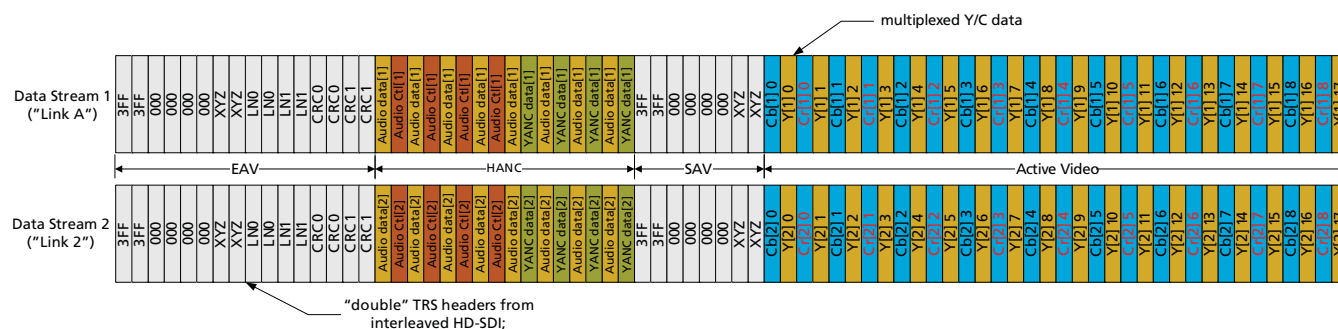 multiplexed Y/C data
Data Stream 1
("Link A")
3FF 3FF 000 000 000 000 XYZ XYZ LN0 LN0 LN1 LN1 CRC0 CRC0 CRC1 CRC1 Audio data[1] Audio Ctl[1] Audio data[1] Audio Ctl[1] Audio data[1] Audio Ctl[1] Audio data[1] Audio Ctl[1] Audio data[1] YANC data[1] Audio data[1] YANC data[1] Audio data[1] YANC data[1] Audio data[1] YANC data[1] 3FF 3FF 000 000 000 000 XYZ XYZ Cb[1] 0 Y[1] 0 Cr[1] 0 Y[1] 1 Cb[1] 1 Y[1] 2 Cr[1] 1 Y[1] 3 Cb[1] 2 Y[1] 4 Cr[1] 2 Y[1] 5 Cb[1] 3 Y[1] 6 Cr[1] 3 Y[1] 7 Cb[1] 4 Y[1] 8 Cr[1] 4 Y[1] 9 Cb[1] 5 Y[1] 10 Cr[1] 5 Y[1] 11 Cb[1] 6 Y[1] 12 Cr[1] 6 Y[1] 13 Cb[1] 7 Y[1] 14 Cr[1] 7 Y[1] 15 Cb[1] 8 Y[1] 16 Cr[1] 8 Y[1] 17
EAV HANC SAV Active Video
Data Stream 2
("Link 2")
3FF 3FF 000 000 000 000 XYZ XYZ LN0 LN0 LN1 LN1 CRC0 CRC0 CRC1 CRC1 Audio data[2] Audio Ctl[2] Audio data[2] Audio Ctl[2] Audio data[2] Audio Ctl[2] Audio data[2] Audio Ctl[2] Audio data[2] YANC data[2] Audio data[2] YANC data[2] Audio data[2] YANC data[2] Audio data[2] YANC data[2] 3FF 3FF 000 000 000 000 XYZ XYZ Cb[2] 0 Y[2] 0 Cr[2] 0 Y[2] 1 Cb[2] 1 Y[2] 2 Cr[2] 1 Y[2] 3 Cb[2] 2 Y[2] 4 Cr[2] 2 Y[2] 5 Cb[2] 3 Y[2] 6 Cr[2] 3 Y[2] 7 Cb[2] 4 Y[2] 8 Cr[2] 4 Y[2] 9 Cb[2] 5 Y[2] 10 Cr[2] 5 Y[2] 11 Cb[2] 6 Y[2] 12 Cr[2] 6 Y[2] 13 Cb[2] 7 Y[2] 14 Cr[2] 7 Y[2] 15 Cb[2] 8 Y[2] 16 Cr[2] 8 Y[2] 17
"double" TRS headers from
interleaved HD-SDI;